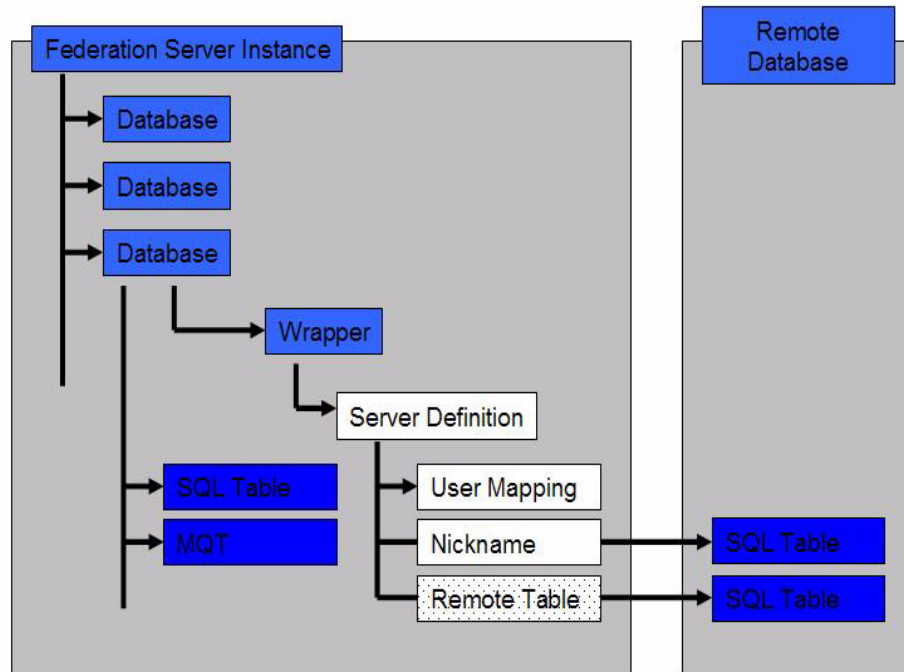 Federation Server Instance
Remote
Database
Database
Database
Database
Wrapper
Server Definition
SQL Table
User Mapping
MQT
Nickname
SQL Table
Remote Table
SQL Table